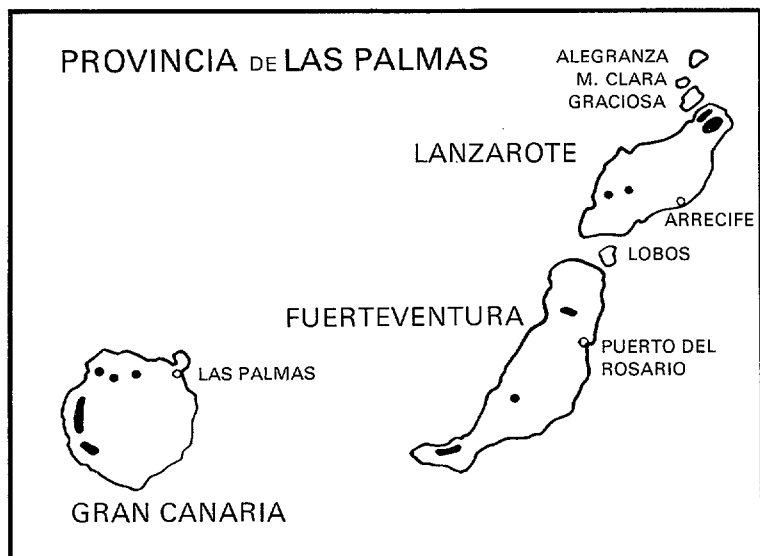 PROVINCIA DE LAS PALMAS
ALEGRANZA
M. CLARA
GRACIOSA
LANZAROTE
ARRECIFE
LOBOS
FUERTEVENTURA
PUERTO DEL
ROSARIO
LAS PALMAS
GRAN CANARIA